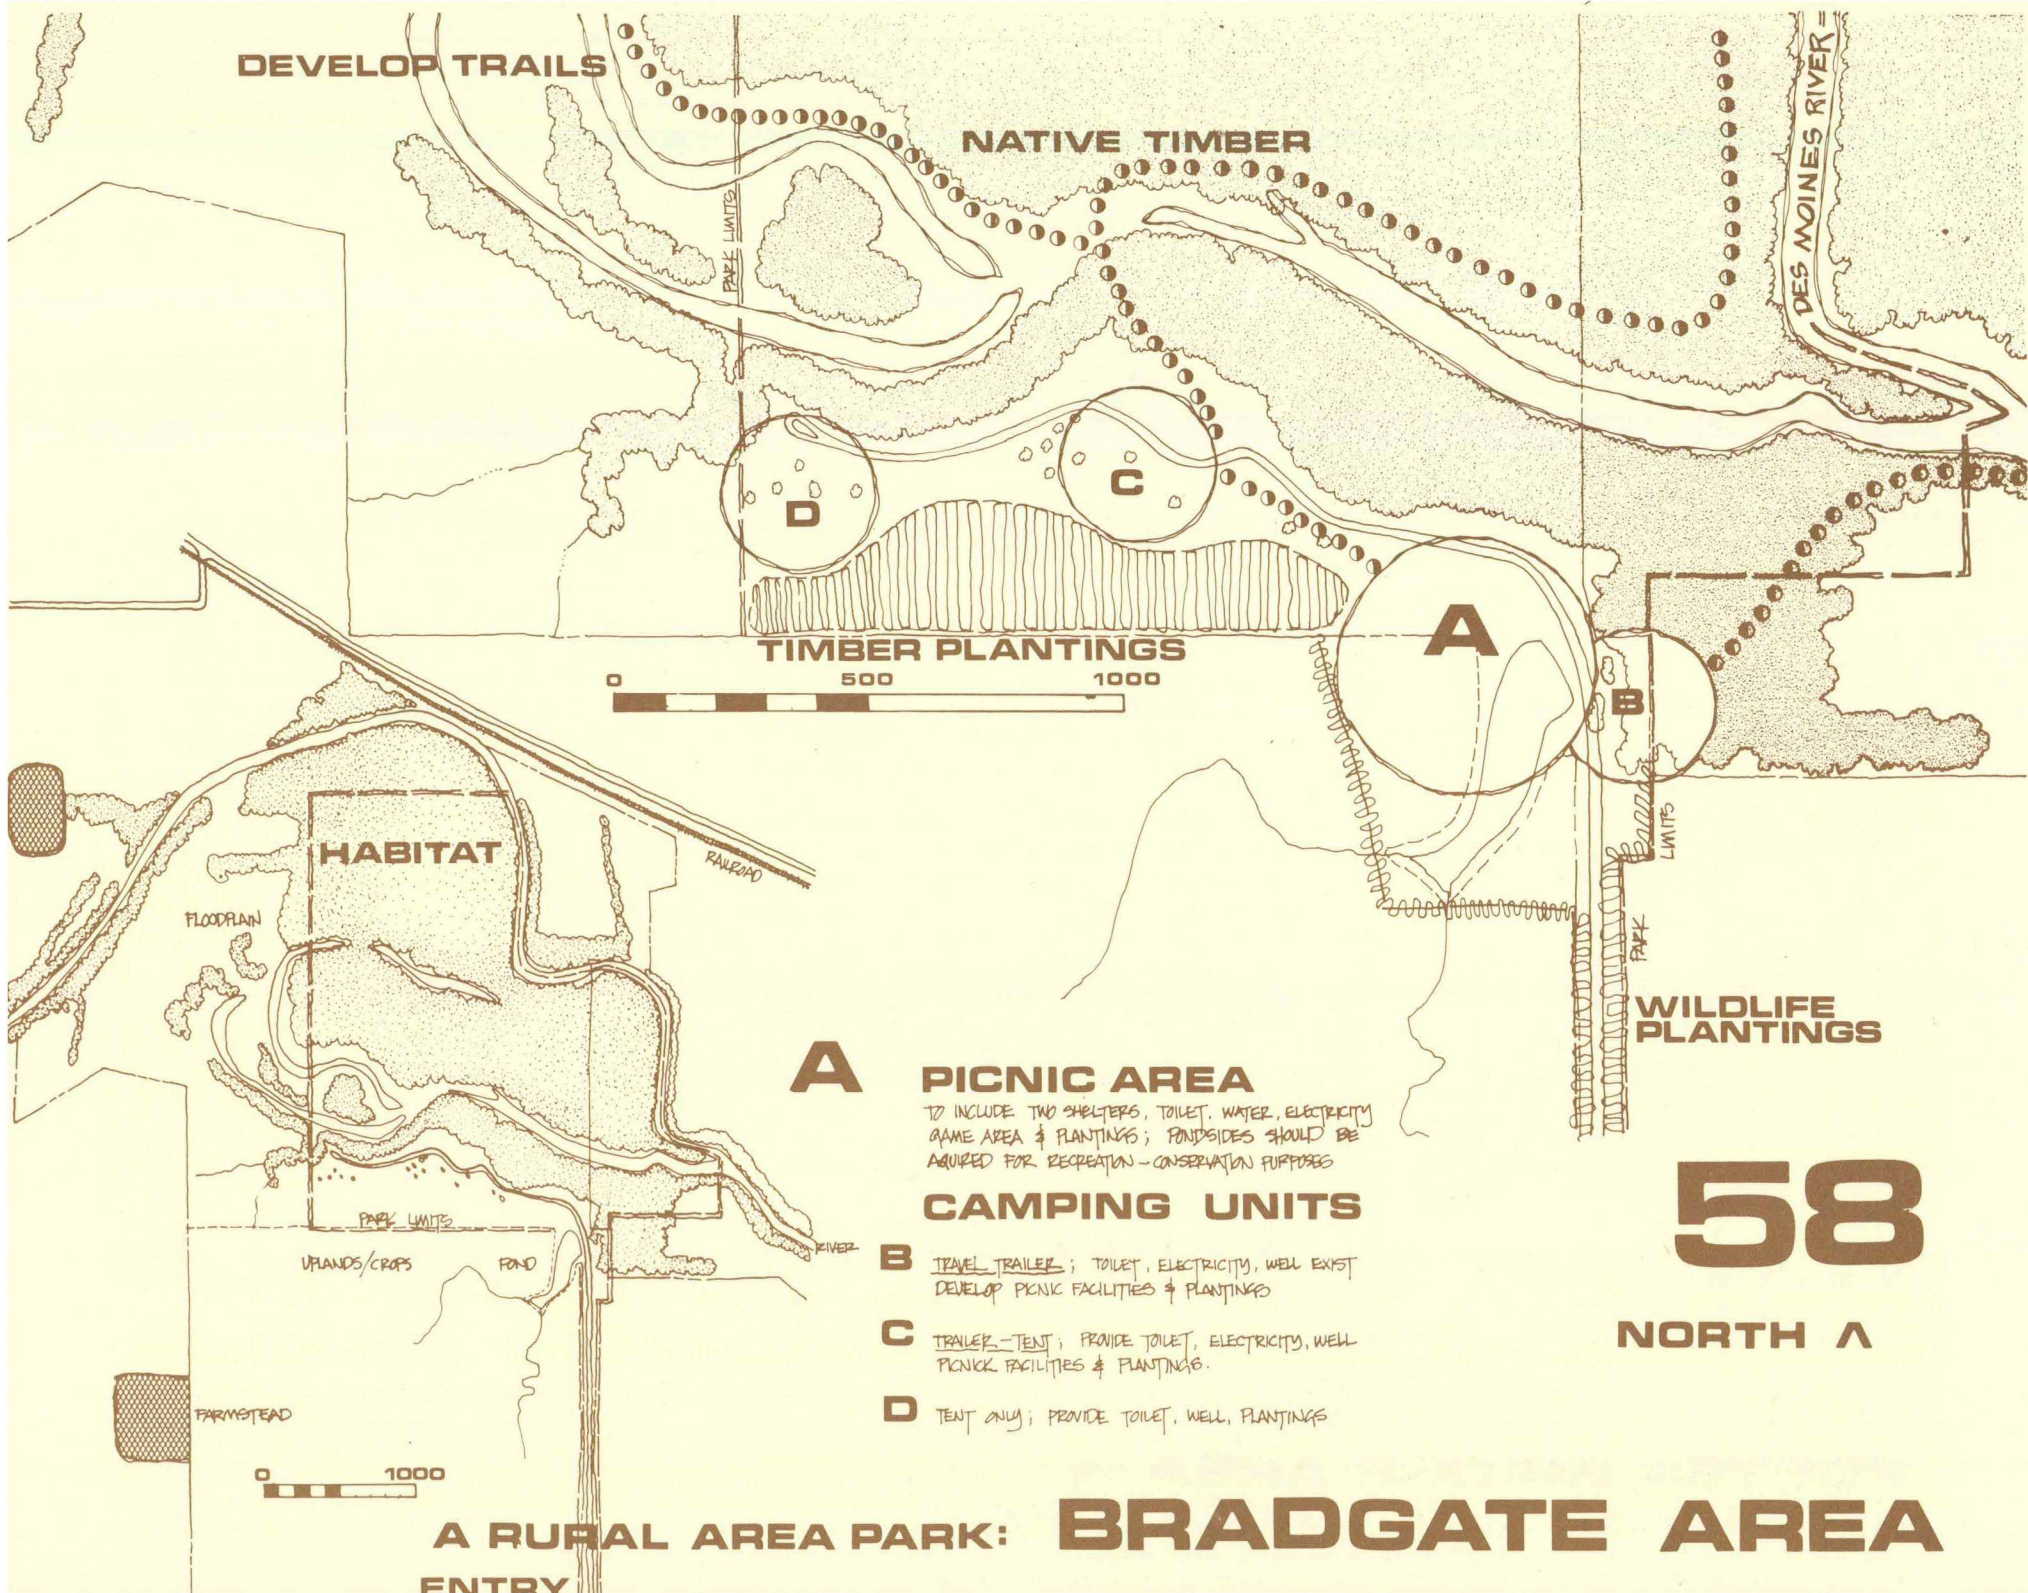 DEVELOP TRAILS
NATIVE TIMBER
DES MOINES RIVER
PARK LIMITS
D
C
A
B
TIMBER PLANTINGS
0 500 1000
HABITAT
RAILROAD
FLOODPLAIN
PARK LIMITS
WILDLIFE
PLANTINGS
A PICNIC AREA
TO INCLUDE TWO SHELTERS, TOILET, WATER, ELECTRICITY
GAME AREA & PLANTINGS; PONDSIDES SHOULD BE
AQUIRED FOR RECREATION-CONSERVATION PURPOSES
CAMPING UNITS
B TRAVEL TRAILER; TOILET, ELECTRICITY, WELL EXIST
DEVELOP PICNIC FACILITIES & PLANTINGS
C TRAILER-TENT; PROVIDE TOILET, ELECTRICITY, WELL
PICNICK FACILITIES & PLANTINGS.
D TENT ONLY; PROVIDE TOILET, WELL, PLANTINGS
58
NORTH Λ
PARK LIMITS
UPLANDS/CROPS
POND
RIVER
FARMSTEAD
0 1000
A RURAL AREA PARK: BRADGATE AREA
ENTRY